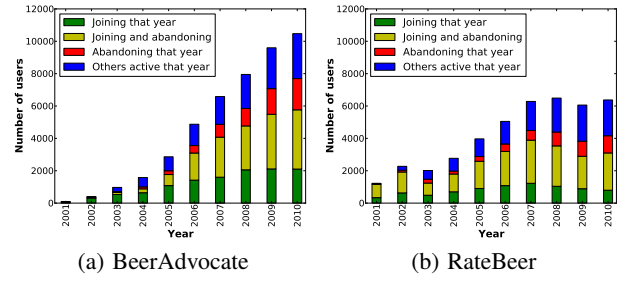 12000
10000
8000
6000
4000
2000
0
Number of users
Joining that year
Joining and abandoning
Abandoning that year
Others active that year
2001
2002
2003
2004
2005
2006
2007
2008
2009
2010
Year
(a) BeerAdvocate
12000
10000
8000
6000
4000
2000
0
Number of users
Joining that year
Joining and abandoning
Abandoning that year
Others active that year
2001
2002
2003
2004
2005
2006
2007
2008
2009
2010
Year
(b) RateBeer